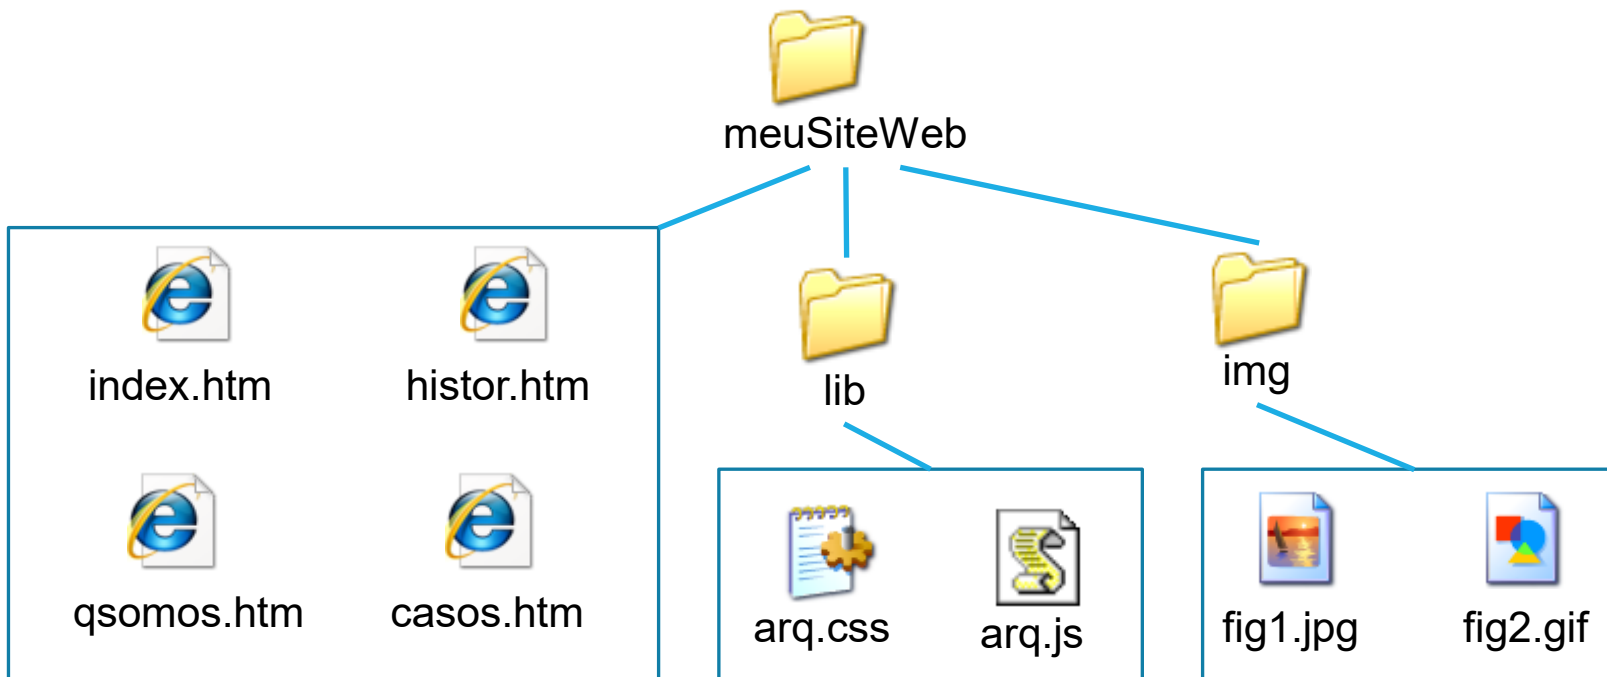 meuSiteWeb
index.htm
histor.htm
lib
img
qsomos.htm
casos.htm
arq.css
arq.js
fig1.jpg
fig2.gif